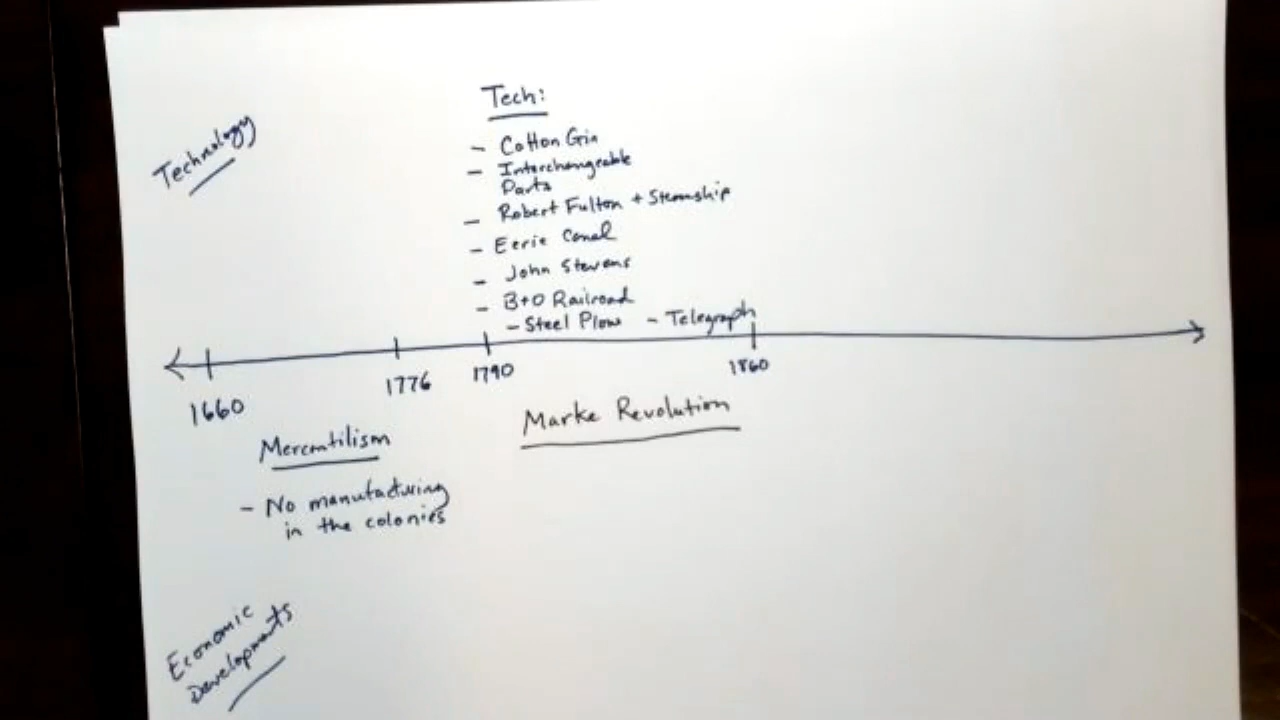 Technology
Tech:
- Cotton Gin
- Interchangeable
Parts
- Robert Fulton + Steamship
- Eerie Canal
- John Stevens
- B+O Railroad
- Steel Plow - Telegraph
1660
1776
1790
1860
Mercantilism
Marke Revolution
- No manufacturing
in the colonies
Economic
Developments